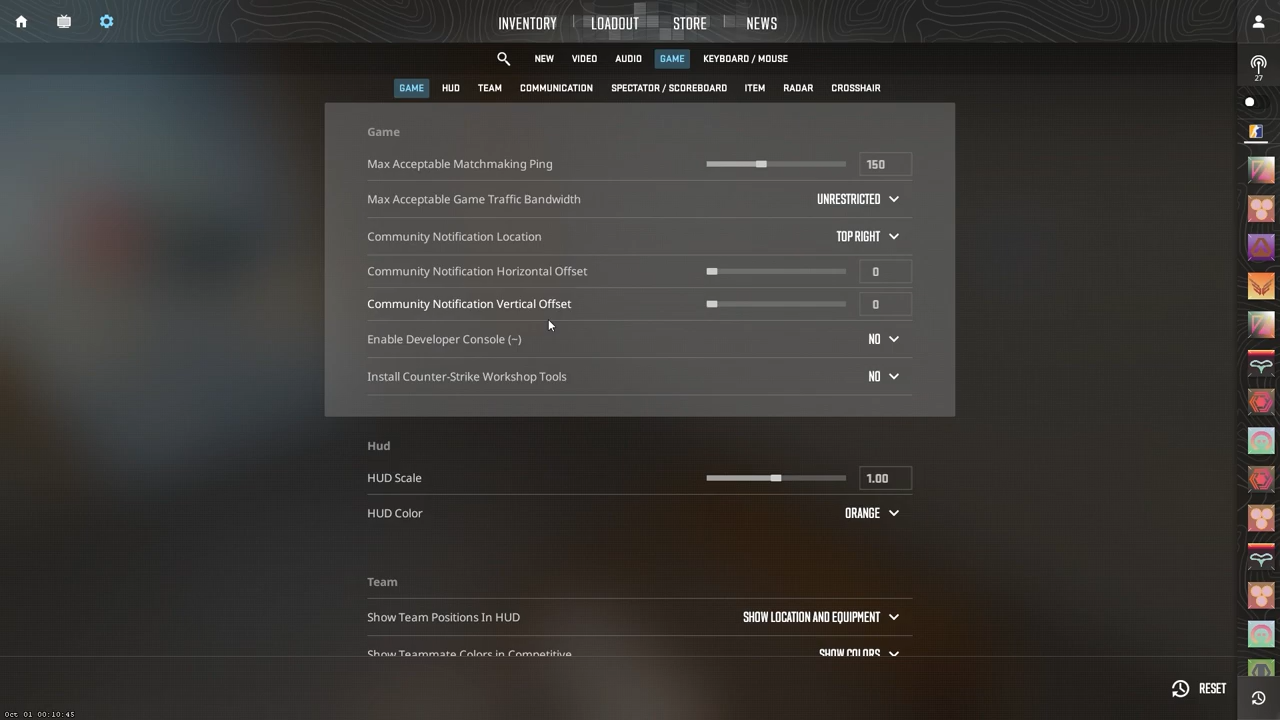 INVENTORY LOADOUT STORE NEWS
NEW VIDEO AUDIO GAME KEYBOARD / MOUSE
27
GAME HUD TEAM COMMUNICATION SPECTATOR / SCOREBOARD ITEM RADAR CROSSHAIR
Game
Max Acceptable Matchmaking Ping 150
Max Acceptable Game Traffic Bandwidth UNRESTRICTED
Community Notification Location TOP RIGHT
Community Notification Horizontal Offset 0
Community Notification Vertical Offset 0
Enable Developer Console (~) NO
Install Counter-Strike Workshop Tools NO
Hud
HUD Scale 1.00
HUD Color ORANGE
Team
Show Team Positions In HUD SHOW LOCATION AND EQUIPMENT
Show Teammate Colors in Competitive SHOW COLORS
RESET
Oct 01 00:10:45